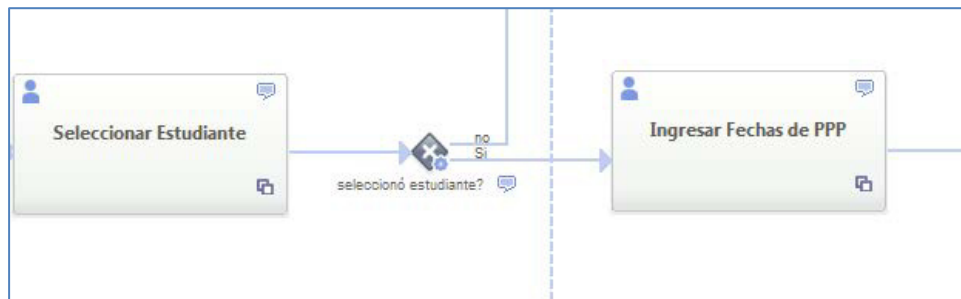 Seleccionar Estudiante
no
Si
seleccionó estudiante?
Ingresar Fechas de PPP